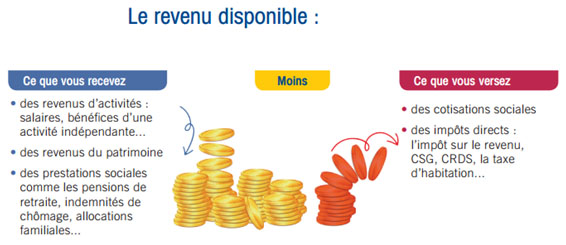 Le revenu disponible :
Ce que vous recevez
• des revenus d'activités :
salaires, bénéfices d'une
activité indépendante...
• des revenus du patrimoine
• des prestations sociales
comme les pensions de
retraite, indemnités de
chômage, allocations
familiales...
Moins
Ce que vous versez
• des cotisations sociales
• des impôts directs :
l'impôt sur le revenu,
CSG, CRDS, la taxe
d'habitation...